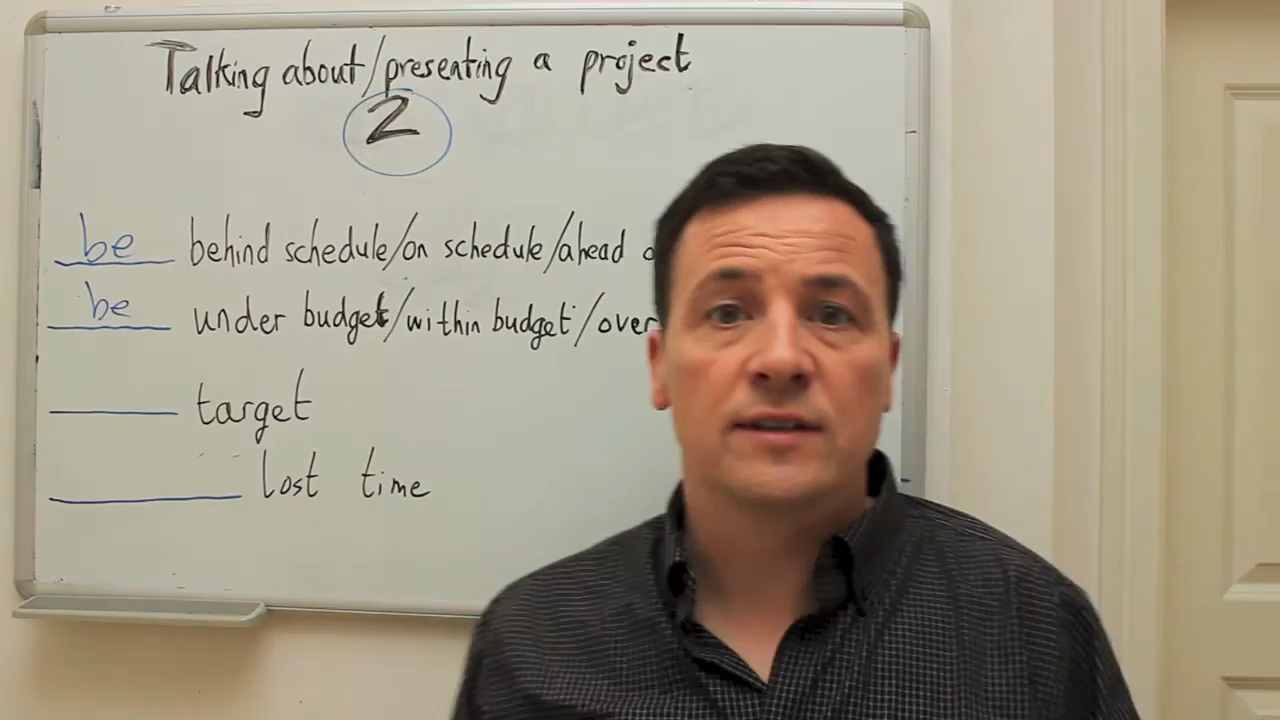 Talking about/presenting a project
2
be behind schedule/on schedule/ahead
be under budget/within budget/over
target
lost time